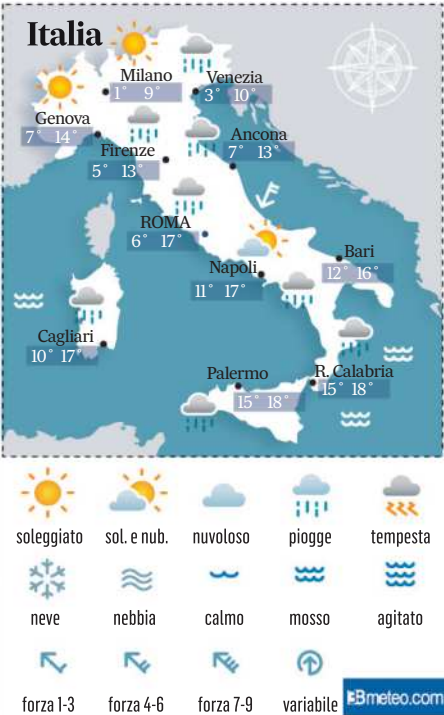 Italia
Milano
1° 9°
Venezia
3° 10°
Genova
7° 14°
Ancona
7° 13°
Firenze
5° 13°
ROMA
6° 17°
Bari
12° 16°
Napoli
11° 17°
Cagliari
10° 17°
Palermo
15° 18°
R. Calabria
15° 18°
soleggiato sol. e nub. nuvoloso piogge tempesta
neve nebbia calmo mosso agitato
forza 1-3 forza 4-6 forza 7-9 variabile
3Bmeteo.com